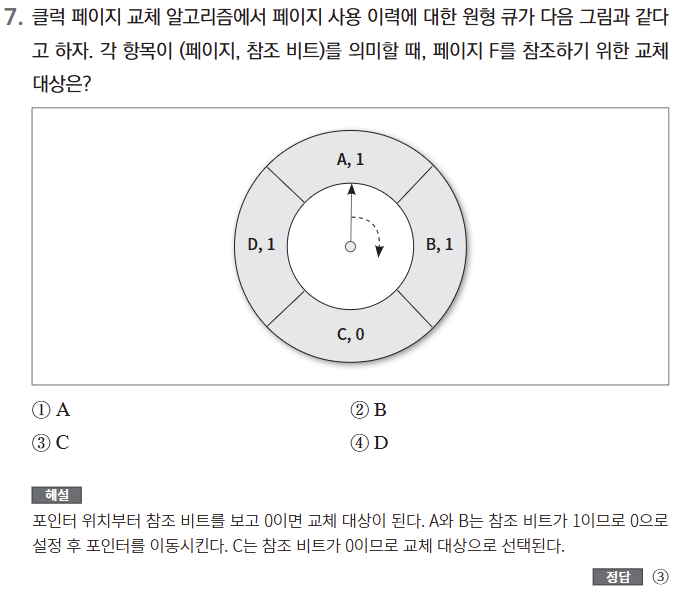 7. 클럭 페이지 교체 알고리즘에서 페이지 사용 이력에 대한 원형 큐가 다음 그림과 같다
고 하자. 각 항목이 (페이지, 참조 비트)를 의미할 때, 페이지 F를 참조하기 위한 교체
대상은?
A, 1
D, 1
B, 1
C, 0
① A
② B
③ C
④ D
해설
포인터 위치부터 참조 비트를 보고 0이면 교체 대상이 된다. A와 B는 참조 비트가 1이므로 0으로
설정 후 포인터를 이동시킨다. C는 참조 비트가 0이므로 교체 대상으로 선택된다.
정답 ③